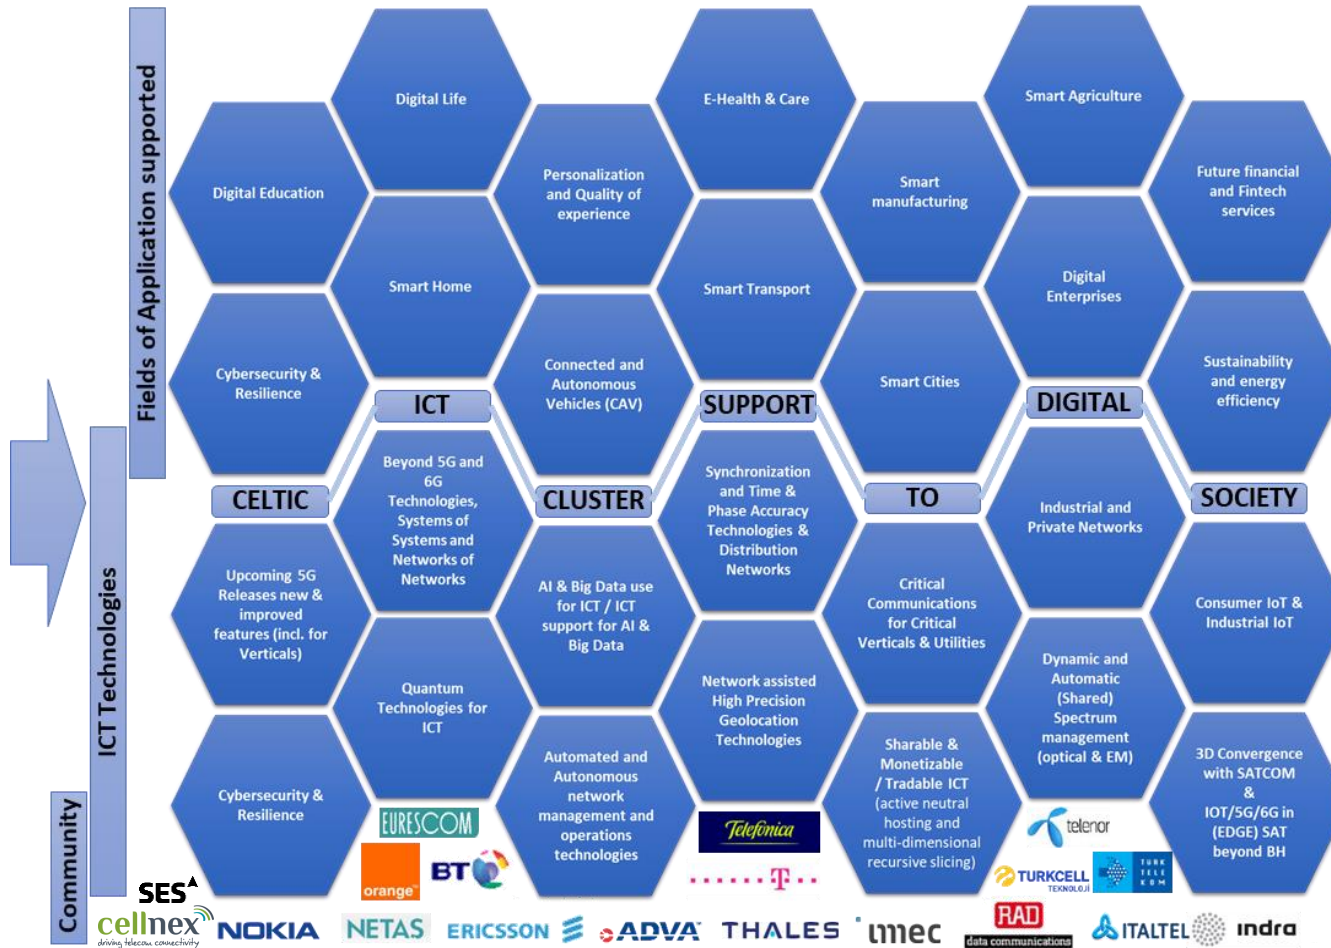 Fields of Application supported
Digital Life
E-Health & Care
Smart Agriculture
Digital Education
Personalization
and Quality of
experience
Smart
manufacturing
Future financial
and Fintech
services
Smart Home
Smart Transport
Digital
Enterprises
Cybersecurity &
Resilience
Connected and
Autonomous
Vehicles (CAV)
Smart Cities
Sustainability
and energy
efficiency
CELTIC
ICT
CLUSTER
SUPPORT
TO
DIGITAL
SOCIETY
ICT Technologies
Beyond 5G and
6G
Technologies,
Systems of
Systems and
Networks of
Networks
Synchronization
and Time &
Phase Accuracy
Technologies &
Distribution
Networks
Industrial and
Private Networks
Upcoming 5G
Releases new &
improved
features (incl. for
Verticals)
AI & Big Data use
for ICT / ICT
support for AI &
Big Data
Critical
Communications
for Critical
Verticals & Utilities
Consumer IoT &
Industrial IoT
Quantum
Technologies for
ICT
Network assisted
High Precision
Geolocation
Technologies
Dynamic and
Automatic
(Shared)
Spectrum
management
(optical & EM)
Cybersecurity &
Resilience
Automated and
Autonomous
network
management and
operations
technologies
Sharable &
Monetizable
/ Tradable ICT
(active neutral
hosting and
multi-dimensional
recursive slicing)
3D Convergence
with SATCOM
&
IOT/5G/6G in
(EDGE) SAT
beyond BH
Community
EURESCOM
Telefónica
telenor
orange™
BT
T
TURKCELL
TEKNOLOJİ
TÜRK
TELE
KOM
SES
cellnex
driving telecom connectivity
NOKIA
NETAS
ERICSSON
ADVA
THALES
imec
RAD
data communications
ITALTEL
indra